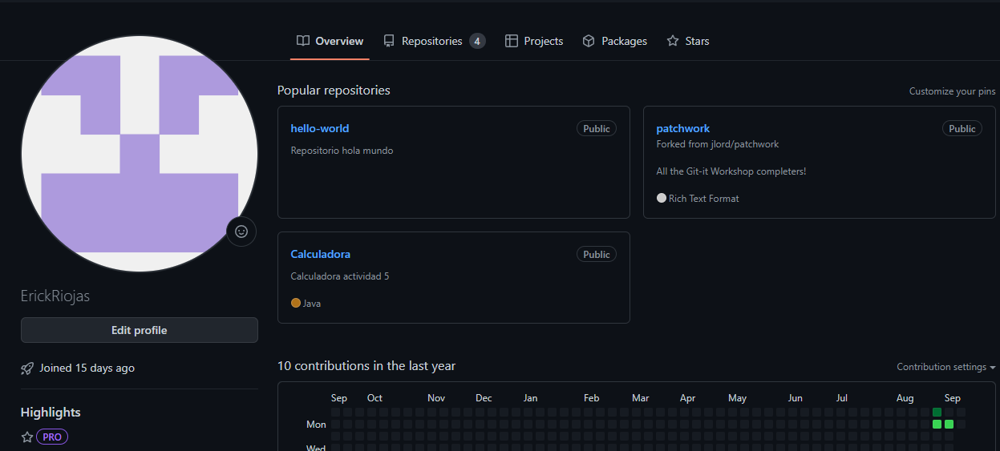 Overview Repositories 4 Projects Packages Stars
Popular repositories Customize your pins
hello-world Public
Repositorio hola mundo
patchwork Public
Forked from jlord/patchwork
All the Git-it Workshop completers!
Rich Text Format
Calculadora Public
Calculadora actividad 5
Java
ErickRiojas
Edit profile
Joined 15 days ago
Highlights
PRO
10 contributions in the last year Contribution settings
Sep Oct Nov Dec Jan Feb Mar Apr May Jun Jul Aug Sep
Mon
Wed